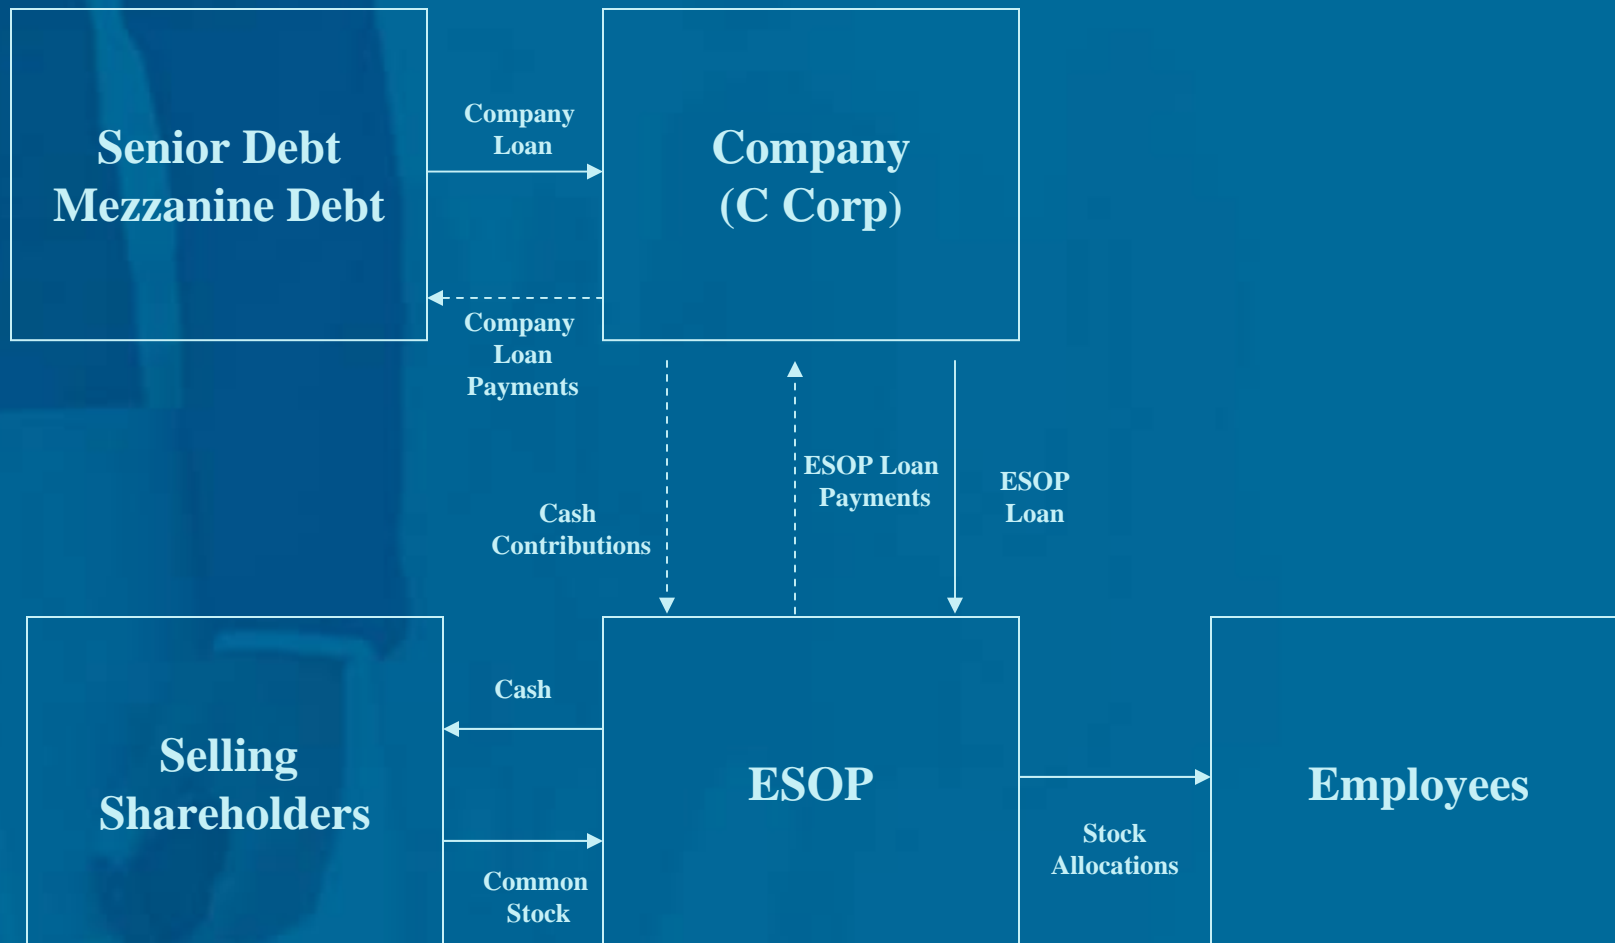 Senior Debt
Mezzanine Debt
Company
Loan
Company
(C Corp)
Company
Loan
Payments
Cash
Contributions
ESOP Loan
Payments
ESOP
Loan
Selling
Shareholders
Cash
Common
Stock
ESOP
Stock
Allocations
Employees